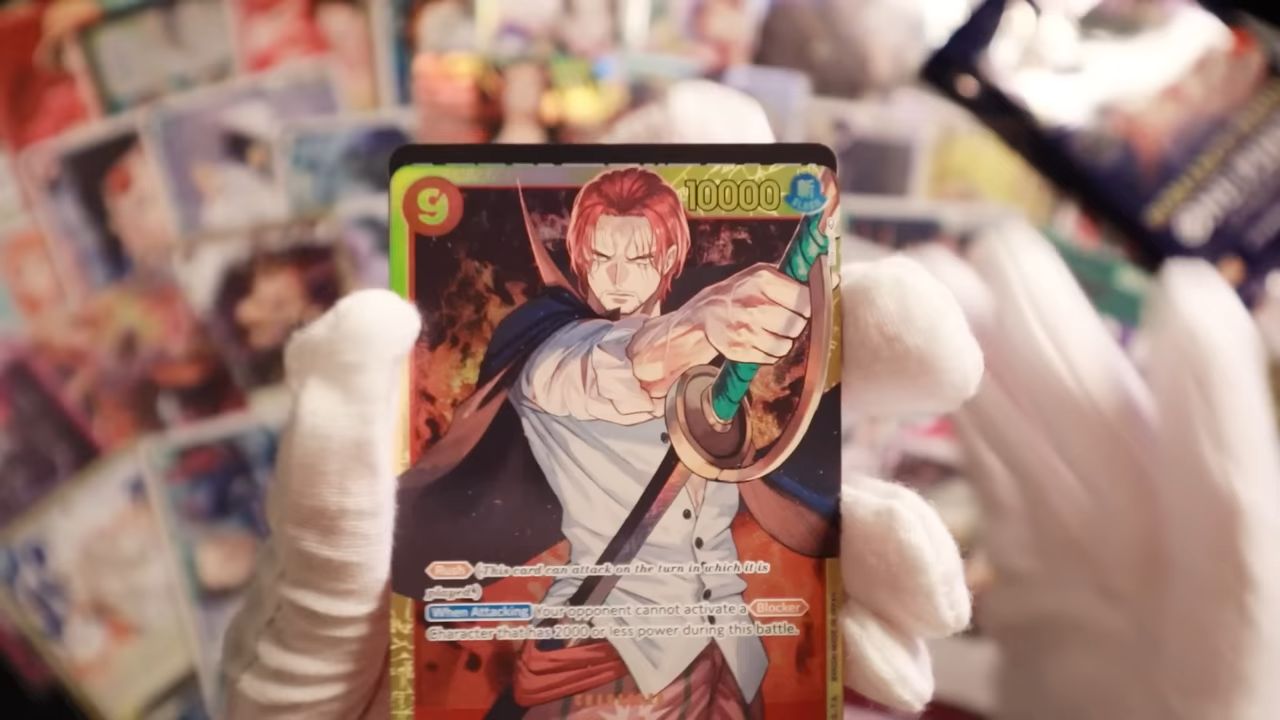 9
10000
斬
Rush (This card can attack on the turn in which it is
played.)
When Attacking Your opponent cannot activate a Blocker
Character that has 2000 or less power during this battle.